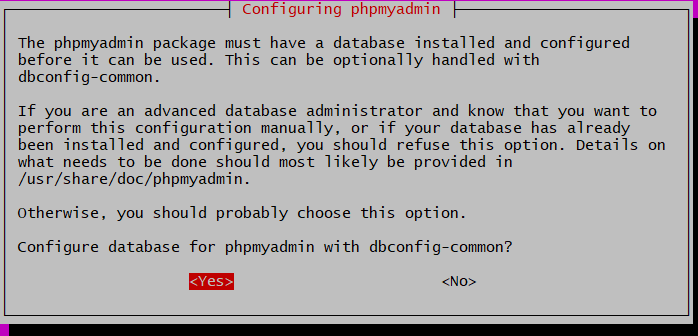 Configuring phpmyadmin
The phpmyadmin package must have a database installed and configured
before it can be used. This can be optionally handled with
dbconfig-common.
If you are an advanced database administrator and know that you want to
perform this configuration manually, or if your database has already
been installed and configured, you should refuse this option. Details on
what needs to be done should most likely be provided in
/usr/share/doc/phpmyadmin.
Otherwise, you should probably choose this option.
Configure database for phpmyadmin with dbconfig-common?
<Yes> <No>